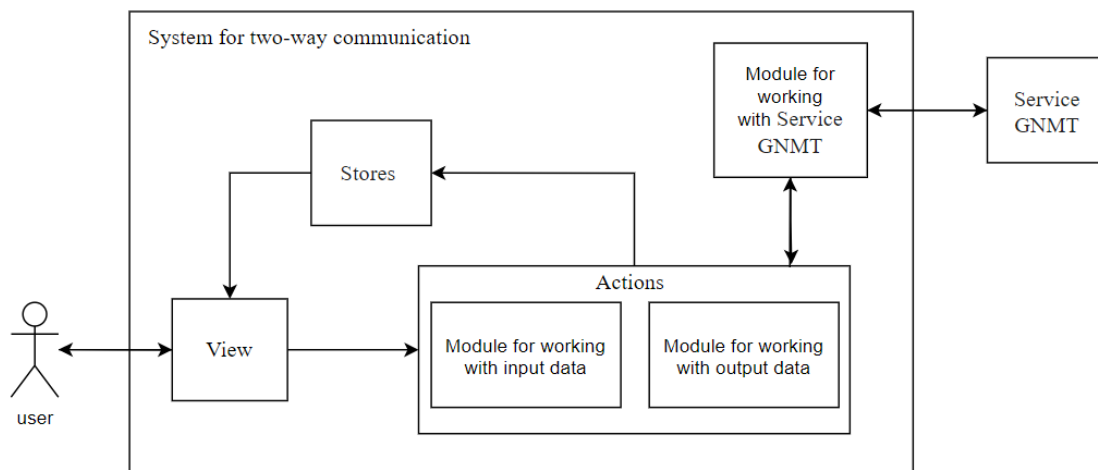 System for two-way communication
Module for
working
with Service
GNMT
Service
GNMT
Stores
Actions
Module for working
with input data
Module for working
with output data
View
user